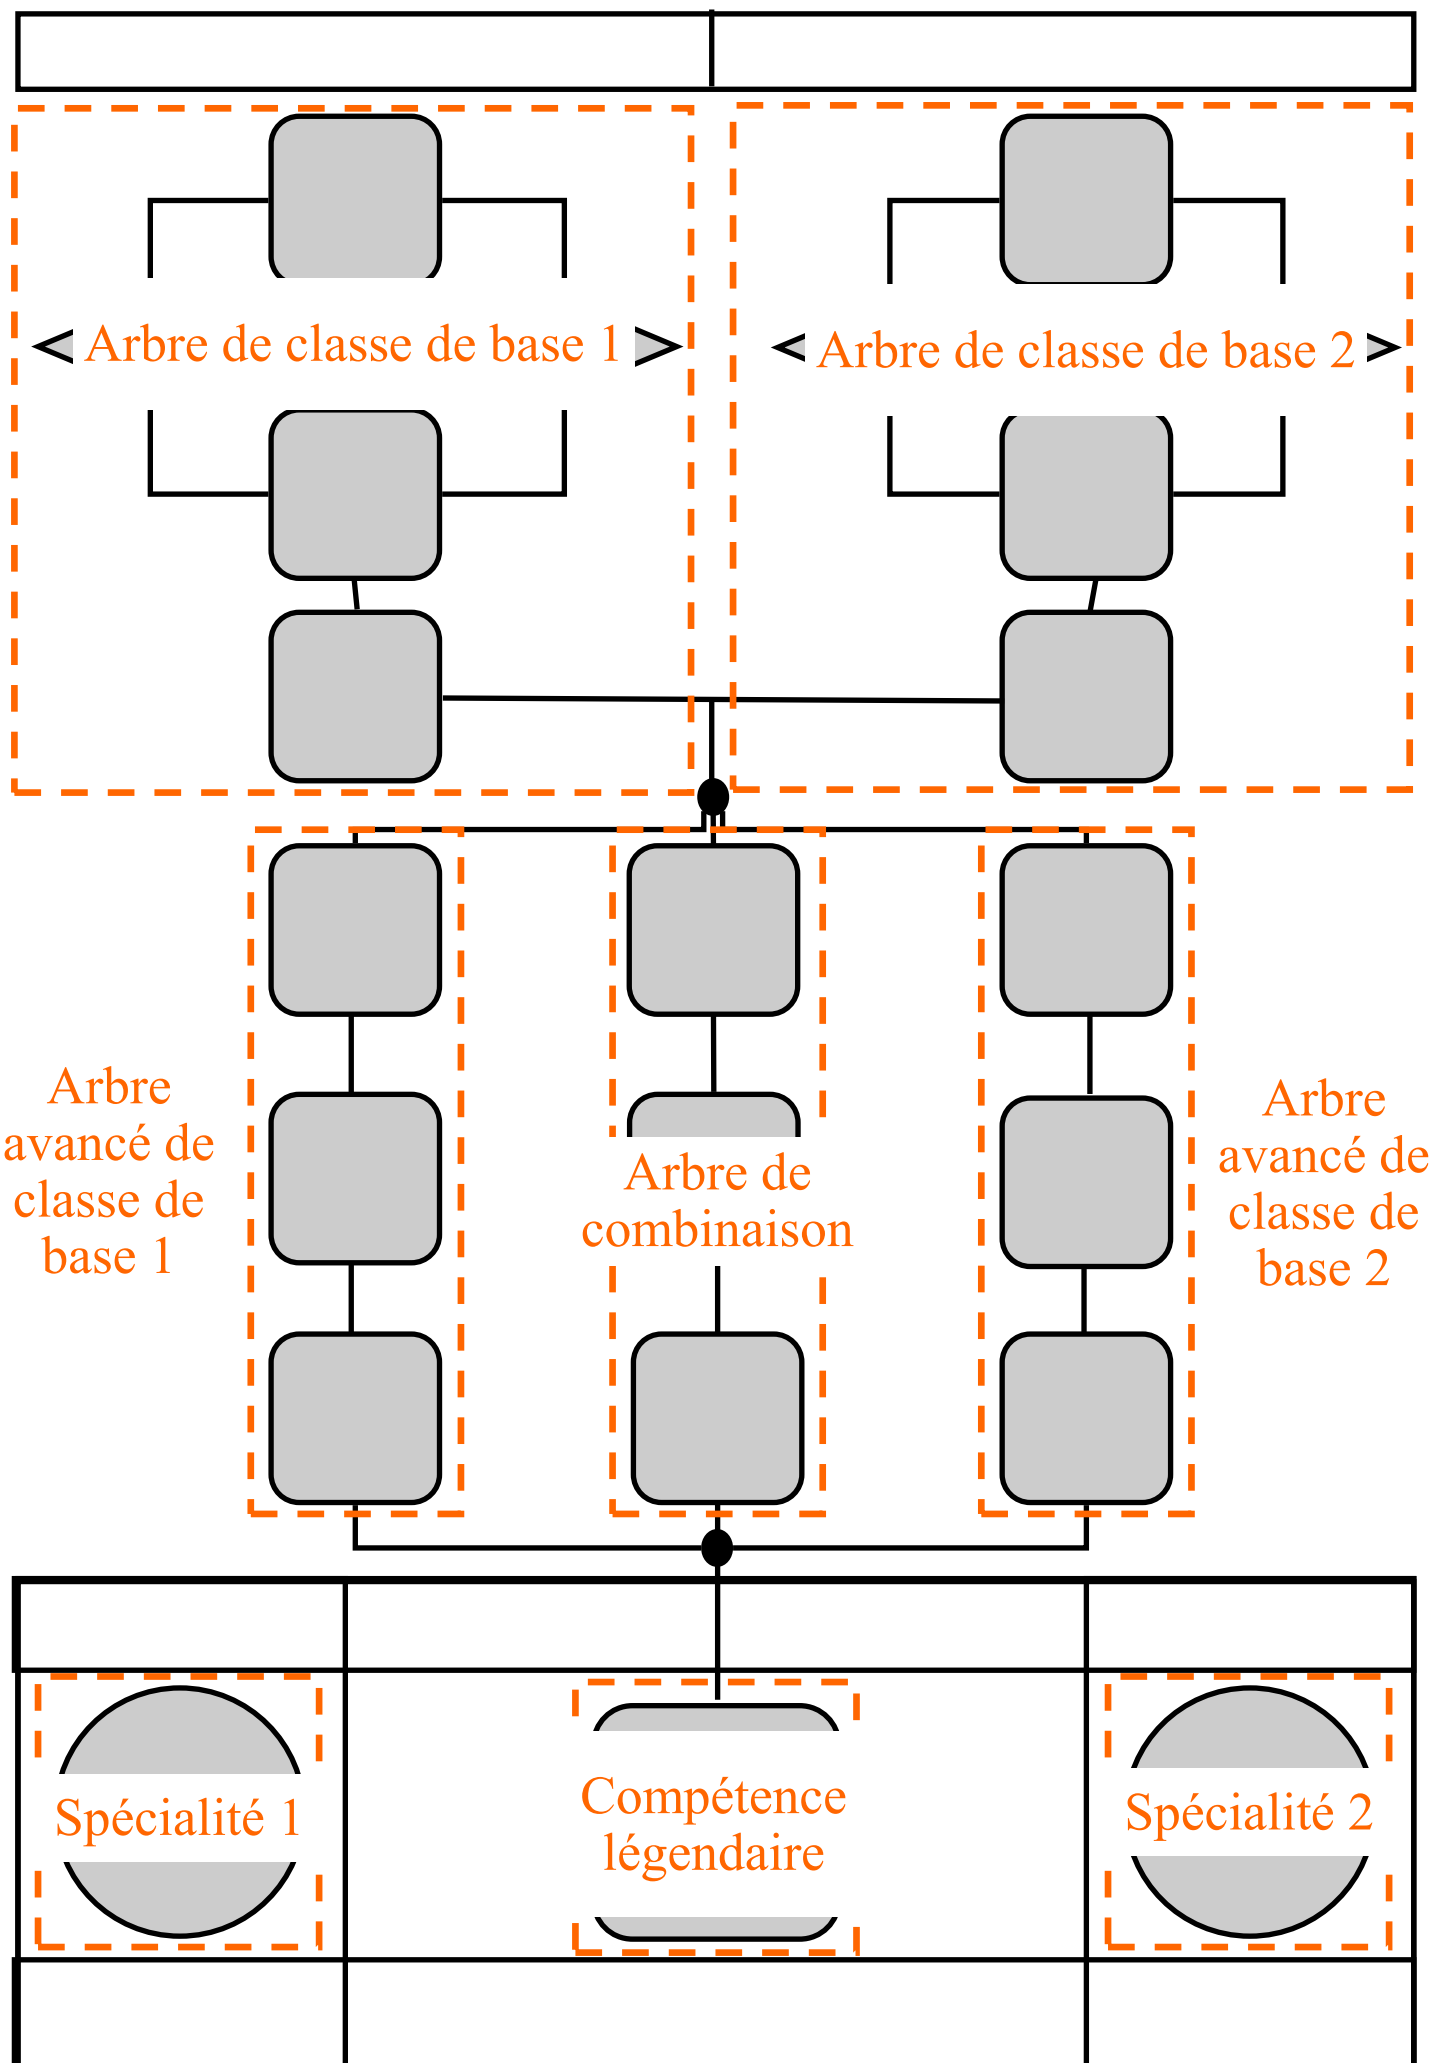 Arbre de classe de base 1
Arbre de classe de base 2
Arbre
avancé de
classe de
base 1
Arbre de
combinaison
Arbre
avancé de
classe de
base 2
Spécialité 1
Compétence
légendaire
Spécialité 2